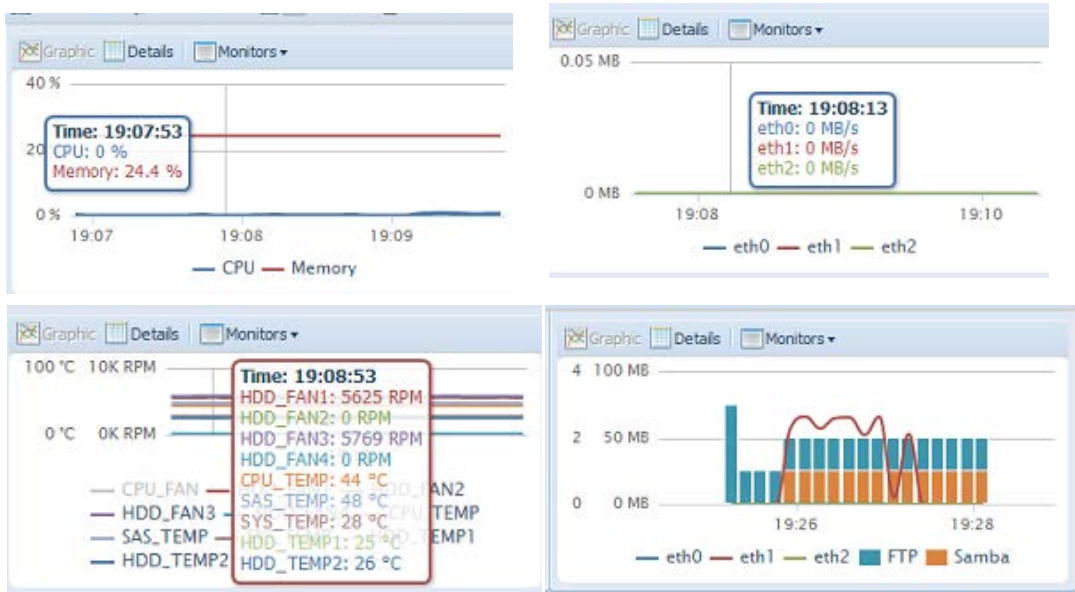 Graphic Details Monitors
40 %
20
0 %
Time: 19:07:53
CPU: 0 %
Memory: 24.4 %
19:07 19:08 19:09
CPU Memory
Graphic Details Monitors
0.05 MB
0 MB
Time: 19:08:13
eth0: 0 MB/s
eth1: 0 MB/s
eth2: 0 MB/s
19:08 19:10
eth0 eth1 eth2
Graphic Details Monitors
100 °C 10K RPM
0 °C 0K RPM
Time: 19:08:53
HDD_FAN1: 5625 RPM
HDD_FAN2: 0 RPM
HDD_FAN3: 5769 RPM
HDD_FAN4: 0 RPM
CPU_TEMP: 44 °C
SAS_TEMP: 48 °C
SYS_TEMP: 28 °C
HDD_TEMP1: 25 °C
HDD_TEMP2: 26 °C
CPU_FAN AN2
HDD_FAN3 TEMP
SAS_TEMP TEMP1
HDD_TEMP2
Graphic Details Monitors
4 100 MB
2 50 MB
0 0 MB
19:26 19:28
eth0 eth1 eth2 FTP Samba